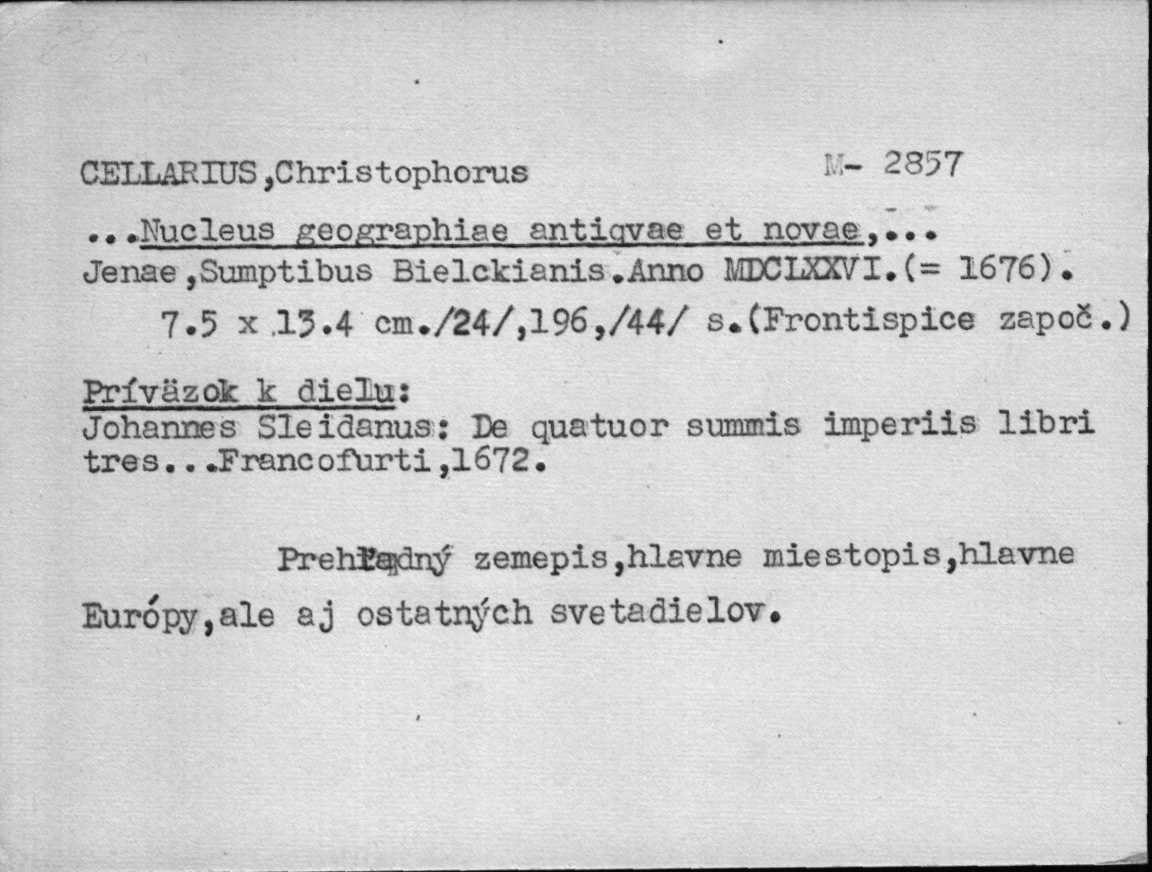 CELLARIUS,Christophorus M- 2857
...Nucleus geographiae antiqvae et novae,...
Jenae,Sumptibus Bielckianis.Anno MDCLXXVI.(= 1676).
7.5 x 13.4 cm./24/,196,/44/ s.(Frontispice započ.)
Príväzok k dielu:
Johannes Sleidanus: De quatuor summis imperiis libri
tres...Francofurti,1672.
Prehľadný zemepis,hlavne miestopis,hlavne
Európy,ale aj ostatných svetadielov.